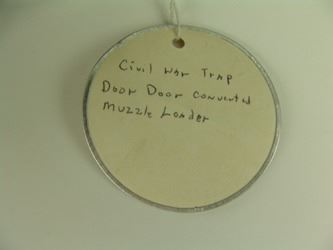 Civil War Trap
Door Door Converted
Muzzle Loader